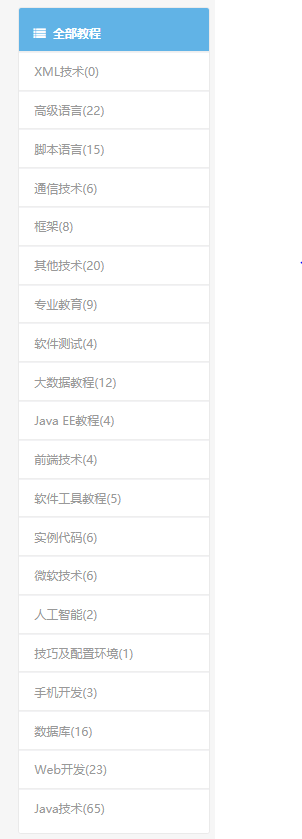 全部教程
XML技术(0)
高级语言(22)
脚本语言(15)
通信技术(6)
框架(8)
其他技术(20)
专业教育(9)
软件测试(4)
大数据教程(12)
Java EE教程(4)
前端技术(4)
软件工具教程(5)
实例代码(6)
微软技术(6)
人工智能(2)
技巧及配置环境(1)
手机开发(3)
数据库(16)
Web开发(23)
Java技术(65)